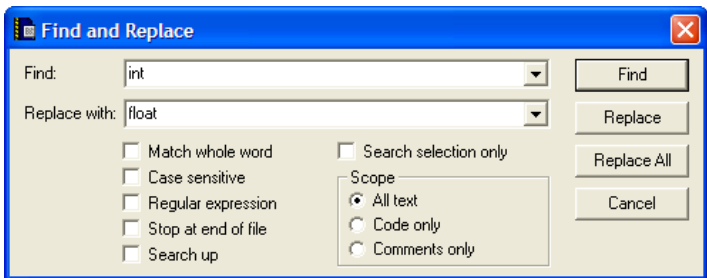 Find and Replace
Find: int Find
Replace with: float Replace
Match whole word Search selection only Replace All
Case sensitive Scope
Regular expression All text Cancel
Stop at end of file Code only
Search up Comments only